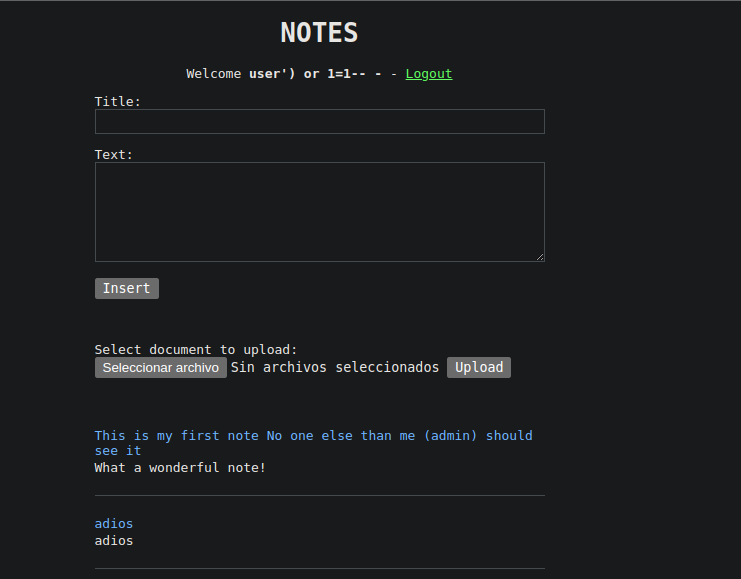 NOTES
Welcome user') or 1=1-- - - Logout
Title:
Text:
Insert
Select document to upload:
Seleccionar archivo Sin archivos seleccionados Upload
This is my first note No one else than me (admin) should
see it
What a wonderful note!
adios
adios